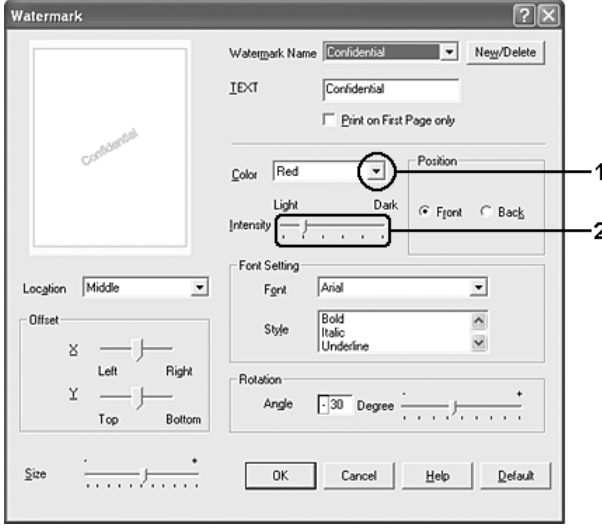 Watermark
Confidential
Watermark Name Confidential New/Delete
TEXT Confidential
Print on First Page only
Color Red
Position
1
Light Dark
Front Back
Intensity
2
Font Setting
Location Middle
Font Arial
Offset
Style Bold
Italic
Underline
X
Left Right
Rotation
Y
Angle -30 Degree - +
Top Bottom
Size - +
OK Cancel Help Default